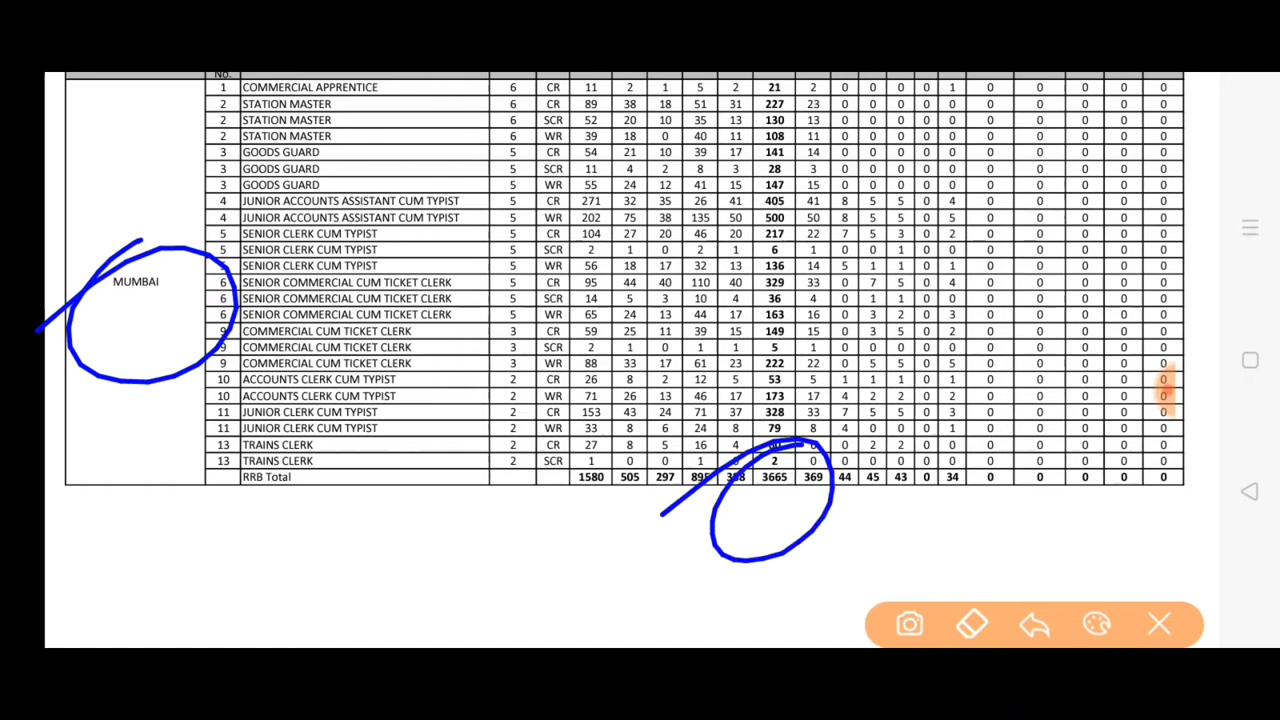 No.
1 COMMERCIAL APPRENTICE 6 CR 11 2 1 5 2 21 2 0 0 0 0 1 0 0 0 0 0
2 STATION MASTER 6 CR 89 38 18 51 31 227 23 0 0 0 0 0 0 0 0 0 0
2 STATION MASTER 6 SCR 52 20 10 35 13 130 13 0 0 0 0 0 0 0 0 0 0
2 STATION MASTER 6 WR 39 18 0 40 11 108 11 0 0 0 0 0 0 0 0 0 0
3 GOODS GUARD 5 CR 54 21 10 39 17 141 14 0 0 0 0 0 0 0 0 0 0
3 GOODS GUARD 5 SCR 11 4 2 8 3 28 3 0 0 0 0 0 0 0 0 0 0
3 GOODS GUARD 5 WR 55 24 12 41 15 147 15 0 0 0 0 0 0 0 0 0 0
4 JUNIOR ACCOUNTS ASSISTANT CUM TYPIST 5 CR 271 32 35 26 41 405 41 8 5 5 0 4 0 0 0 0 0
4 JUNIOR ACCOUNTS ASSISTANT CUM TYPIST 5 WR 202 75 38 135 50 500 50 8 5 5 0 5 0 0 0 0 0
5 SENIOR CLERK CUM TYPIST 5 CR 104 27 20 46 20 217 22 7 5 3 0 2 0 0 0 0 0
5 SENIOR CLERK CUM TYPIST 5 SCR 2 1 0 2 1 6 1 0 0 1 0 0 0 0 0 0 0
SENIOR CLERK CUM TYPIST 5 WR 56 18 17 32 13 136 14 5 1 1 0 1 0 0 0 0 0
MUMBAI 6 SENIOR COMMERCIAL CUM TICKET CLERK 5 CR 95 44 40 110 40 329 33 0 7 5 0 4 0 0 0 0 0
6 SENIOR COMMERCIAL CUM TICKET CLERK 5 SCR 14 5 3 10 4 36 4 0 1 1 0 0 0 0 0 0 0
6 SENIOR COMMERCIAL CUM TICKET CLERK 5 WR 65 24 13 44 17 163 16 0 3 2 0 3 0 0 0 0 0
9 COMMERCIAL CUM TICKET CLERK 3 CR 59 25 11 39 15 149 15 0 3 5 0 2 0 0 0 0 0
9 COMMERCIAL CUM TICKET CLERK 3 SCR 2 1 0 1 1 5 1 0 0 0 0 0 0 0 0 0 0
9 COMMERCIAL CUM TICKET CLERK 3 WR 88 33 17 61 23 222 22 0 5 5 0 5 0 0 0 0 0
10 ACCOUNTS CLERK CUM TYPIST 2 CR 26 8 2 12 5 53 5 1 1 1 0 1 0 0 0 0 0
10 ACCOUNTS CLERK CUM TYPIST 2 WR 71 26 13 46 17 173 17 4 2 2 0 2 0 0 0 0 0
11 JUNIOR CLERK CUM TYPIST 2 CR 153 43 24 71 37 328 33 7 5 5 0 3 0 0 0 0 0
11 JUNIOR CLERK CUM TYPIST 2 WR 33 8 6 24 8 79 8 4 0 0 0 1 0 0 0 0 0
13 TRAINS CLERK 2 CR 27 8 5 16 4 0 2 2 0 0 0 0 0 0 0
13 TRAINS CLERK 2 SCR 1 0 0 1 2 0 0 0 0 0 0 0 0 0 0 0
RRB Total 1580 505 297 895 3665 369 44 45 43 0 34 0 0 0 0 0